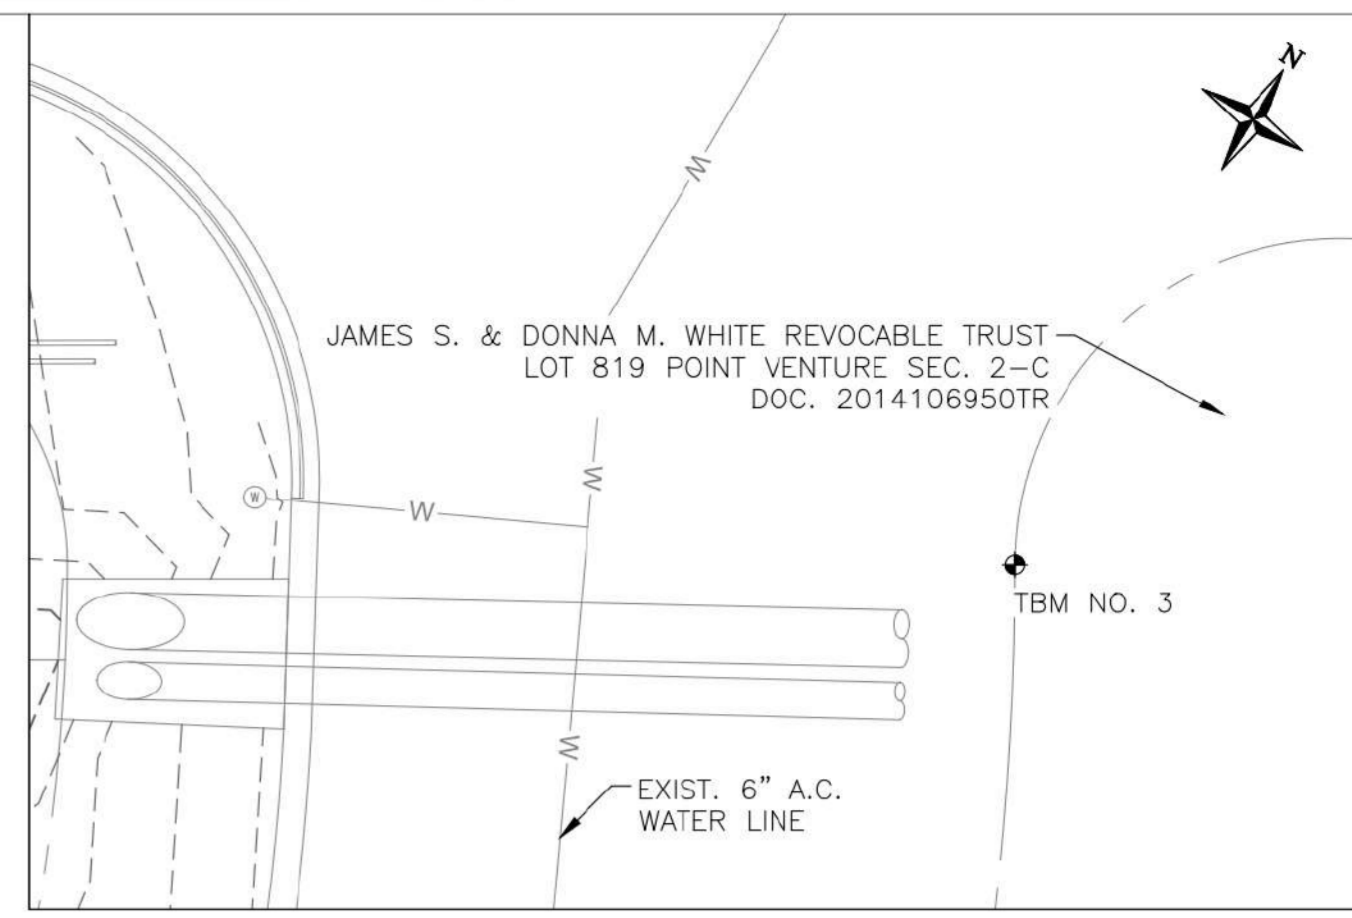 N
W
JAMES S. & DONNA M. WHITE REVOCABLE TRUST
LOT 819 POINT VENTURE SEC. 2-C
DOC. 2014106950TR
W
W
W
TBM NO. 3
W
EXIST. 6" A.C.
WATER LINE